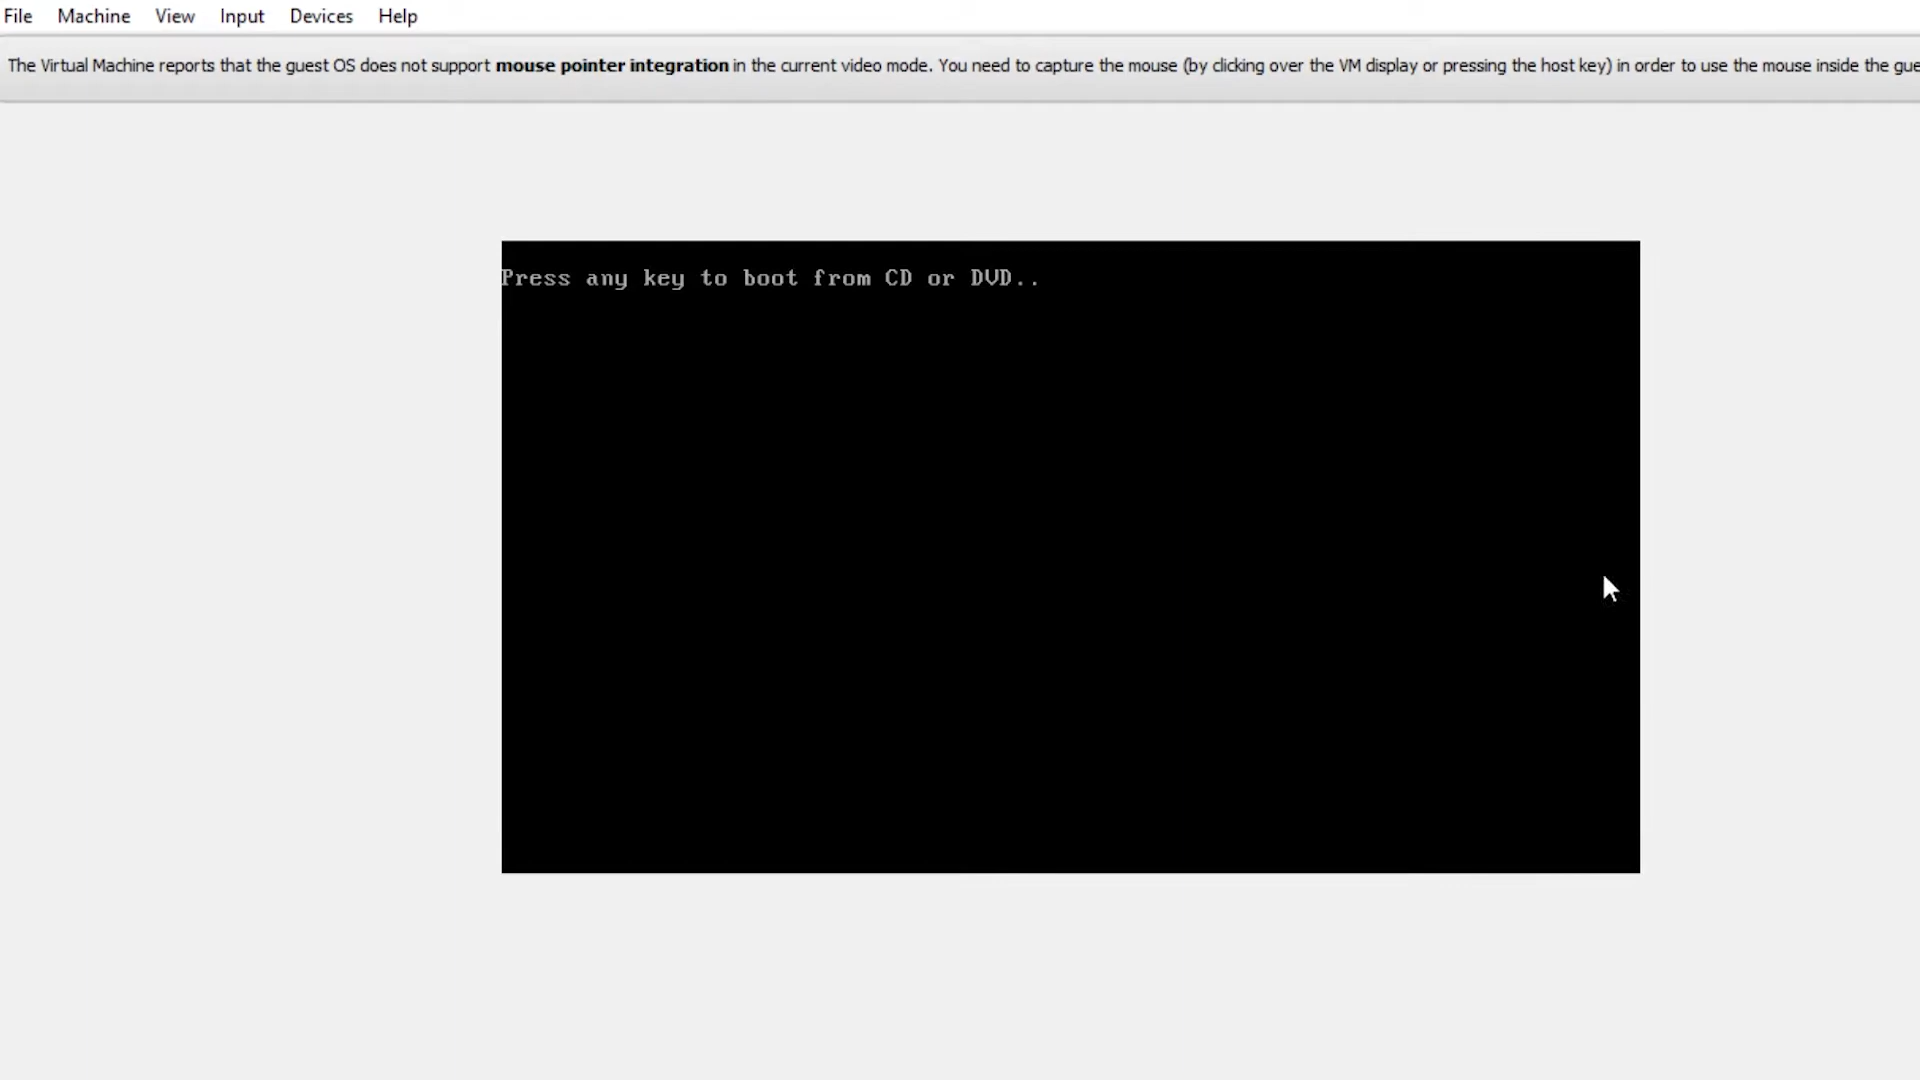 File Machine View Input Devices Help
The Virtual Machine reports that the guest OS does not support mouse pointer integration in the current video mode. You need to capture the mouse (by clicking over the VM display or pressing the host key) in order to use the mouse inside the gue
Press any key to boot from CD or DVD..